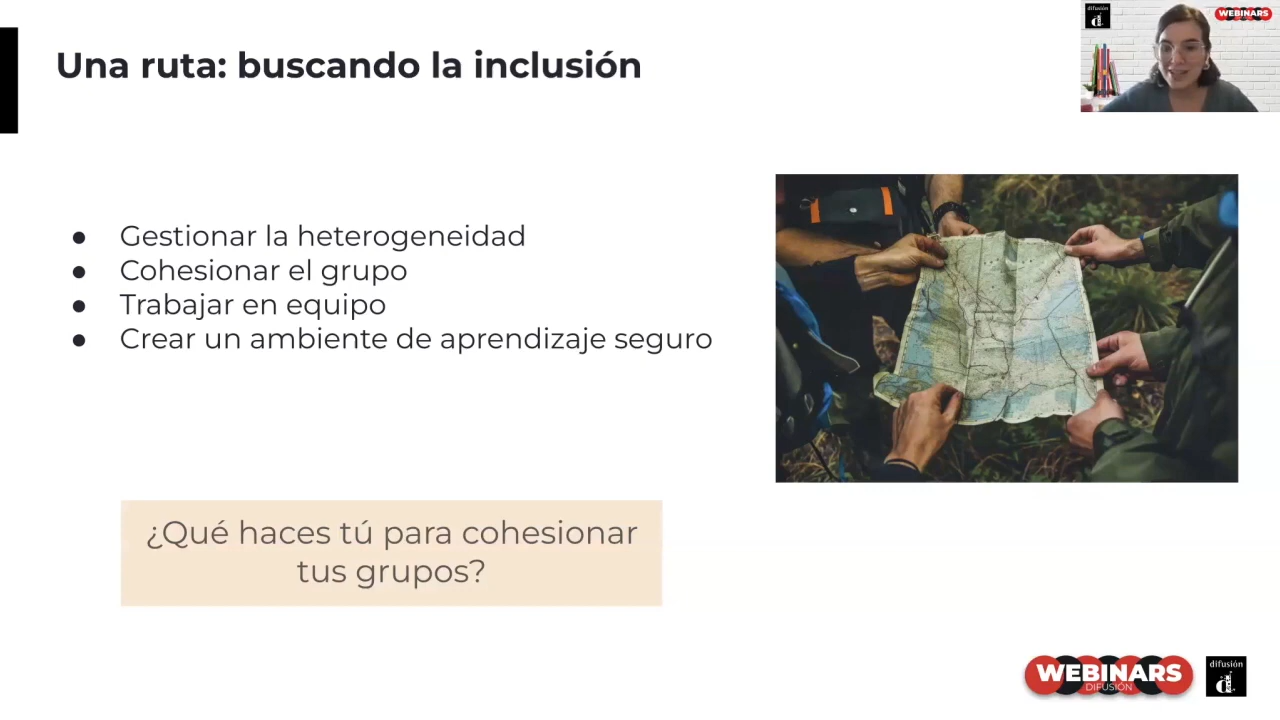 Una ruta: buscando la inclusión
difusión
WEBINARS
● Gestionar la heterogeneidad
● Cohesionar el grupo
● Trabajar en equipo
● Crear un ambiente de aprendizaje seguro
¿Qué haces tú para cohesionar
tus grupos?
WEBINARS
DIFUSIÓN
difusión